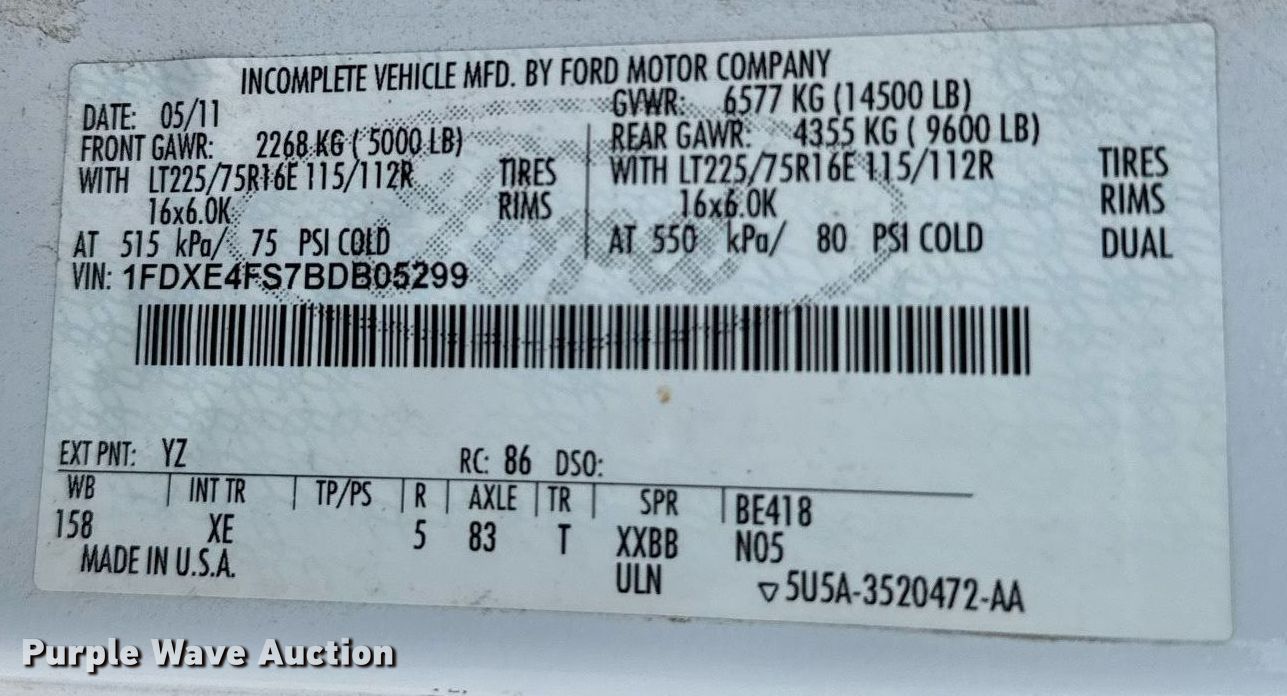 INCOMPLETE VEHICLE MFD. BY FORD MOTOR COMPANY
DATE: 05/11 GVWR: 6577 KG (14500 LB)
FRONT GAWR: 2268 KG ( 5000 LB) REAR GAWR: 4355 KG ( 9600 LB)
WITH LT225/75R16E 115/112R TIRES WITH LT225/75R16E 115/112R TIRES
16x6.0K RIMS 16x6.0K RIMS
AT 515 kPa/ 75 PSI COLD AT 550 kPa/ 80 PSI COLD DUAL
VIN: 1FDXE4FS7BDB05299
EXT PNT: YZ RC: 86 DSO:
WB INT TR TP/PS R AXLE TR SPR BE418
158 XE 5 83 T XXBB N05
MADE IN U.S.A. ULN ▽5U5A-3520472-AA
Purple Wave Auction